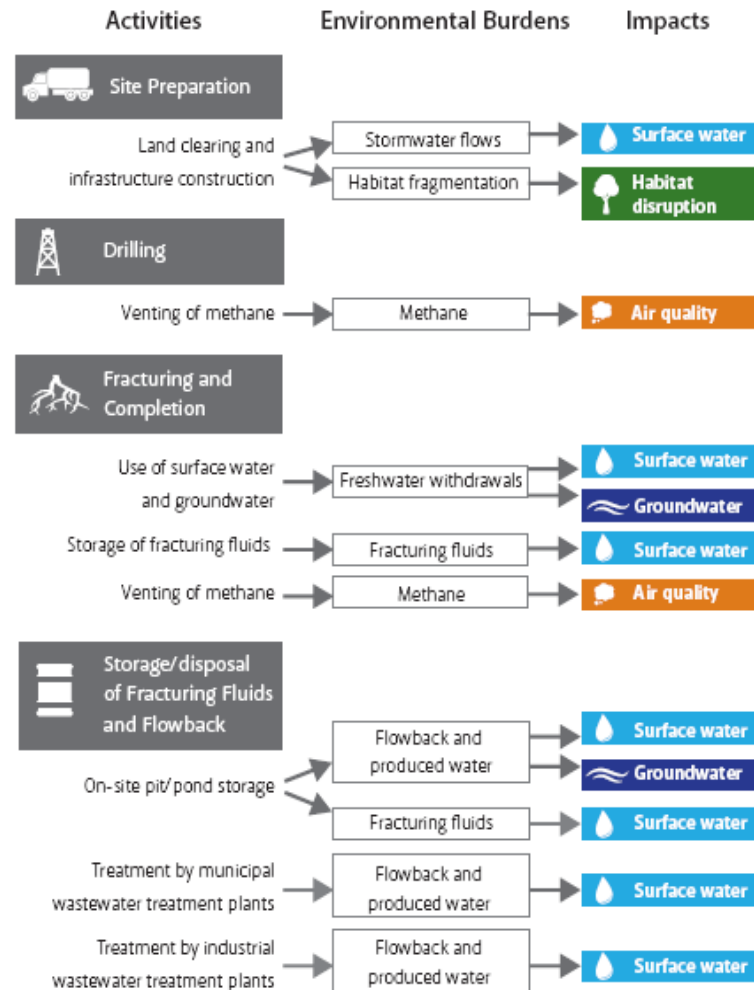 Activities Environmental Burdens Impacts
Site Preparation
Land clearing and
infrastructure construction
Stormwater flows
Surface water
Habitat fragmentation
Habitat
disruption
Drilling
Venting of methane
Methane
Air quality
Fracturing and
Completion
Use of surface water
and groundwater
Freshwater withdrawals
Surface water
Groundwater
Storage of fracturing fluids
Fracturing fluids
Surface water
Venting of methane
Methane
Air quality
Storage/disposal
of Fracturing Fluids
and Flowback
On-site pit/pond storage
Flowback and
produced water
Surface water
Groundwater
Fracturing fluids
Surface water
Treatment by municipal
wastewater treatment plants
Flowback and
produced water
Surface water
Treatment by industrial
wastewater treatment plants
Flowback and
produced water
Surface water